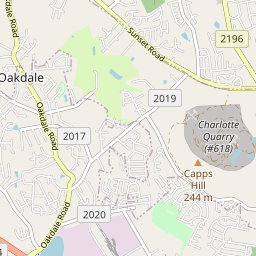 Sunset Road
2196
Oakdale
Oakdale Road
2019
Oakdale Road
2017
Charlotte
Quarry
(#618)
Capps
Hill
244 m
2020
Oakdale Road